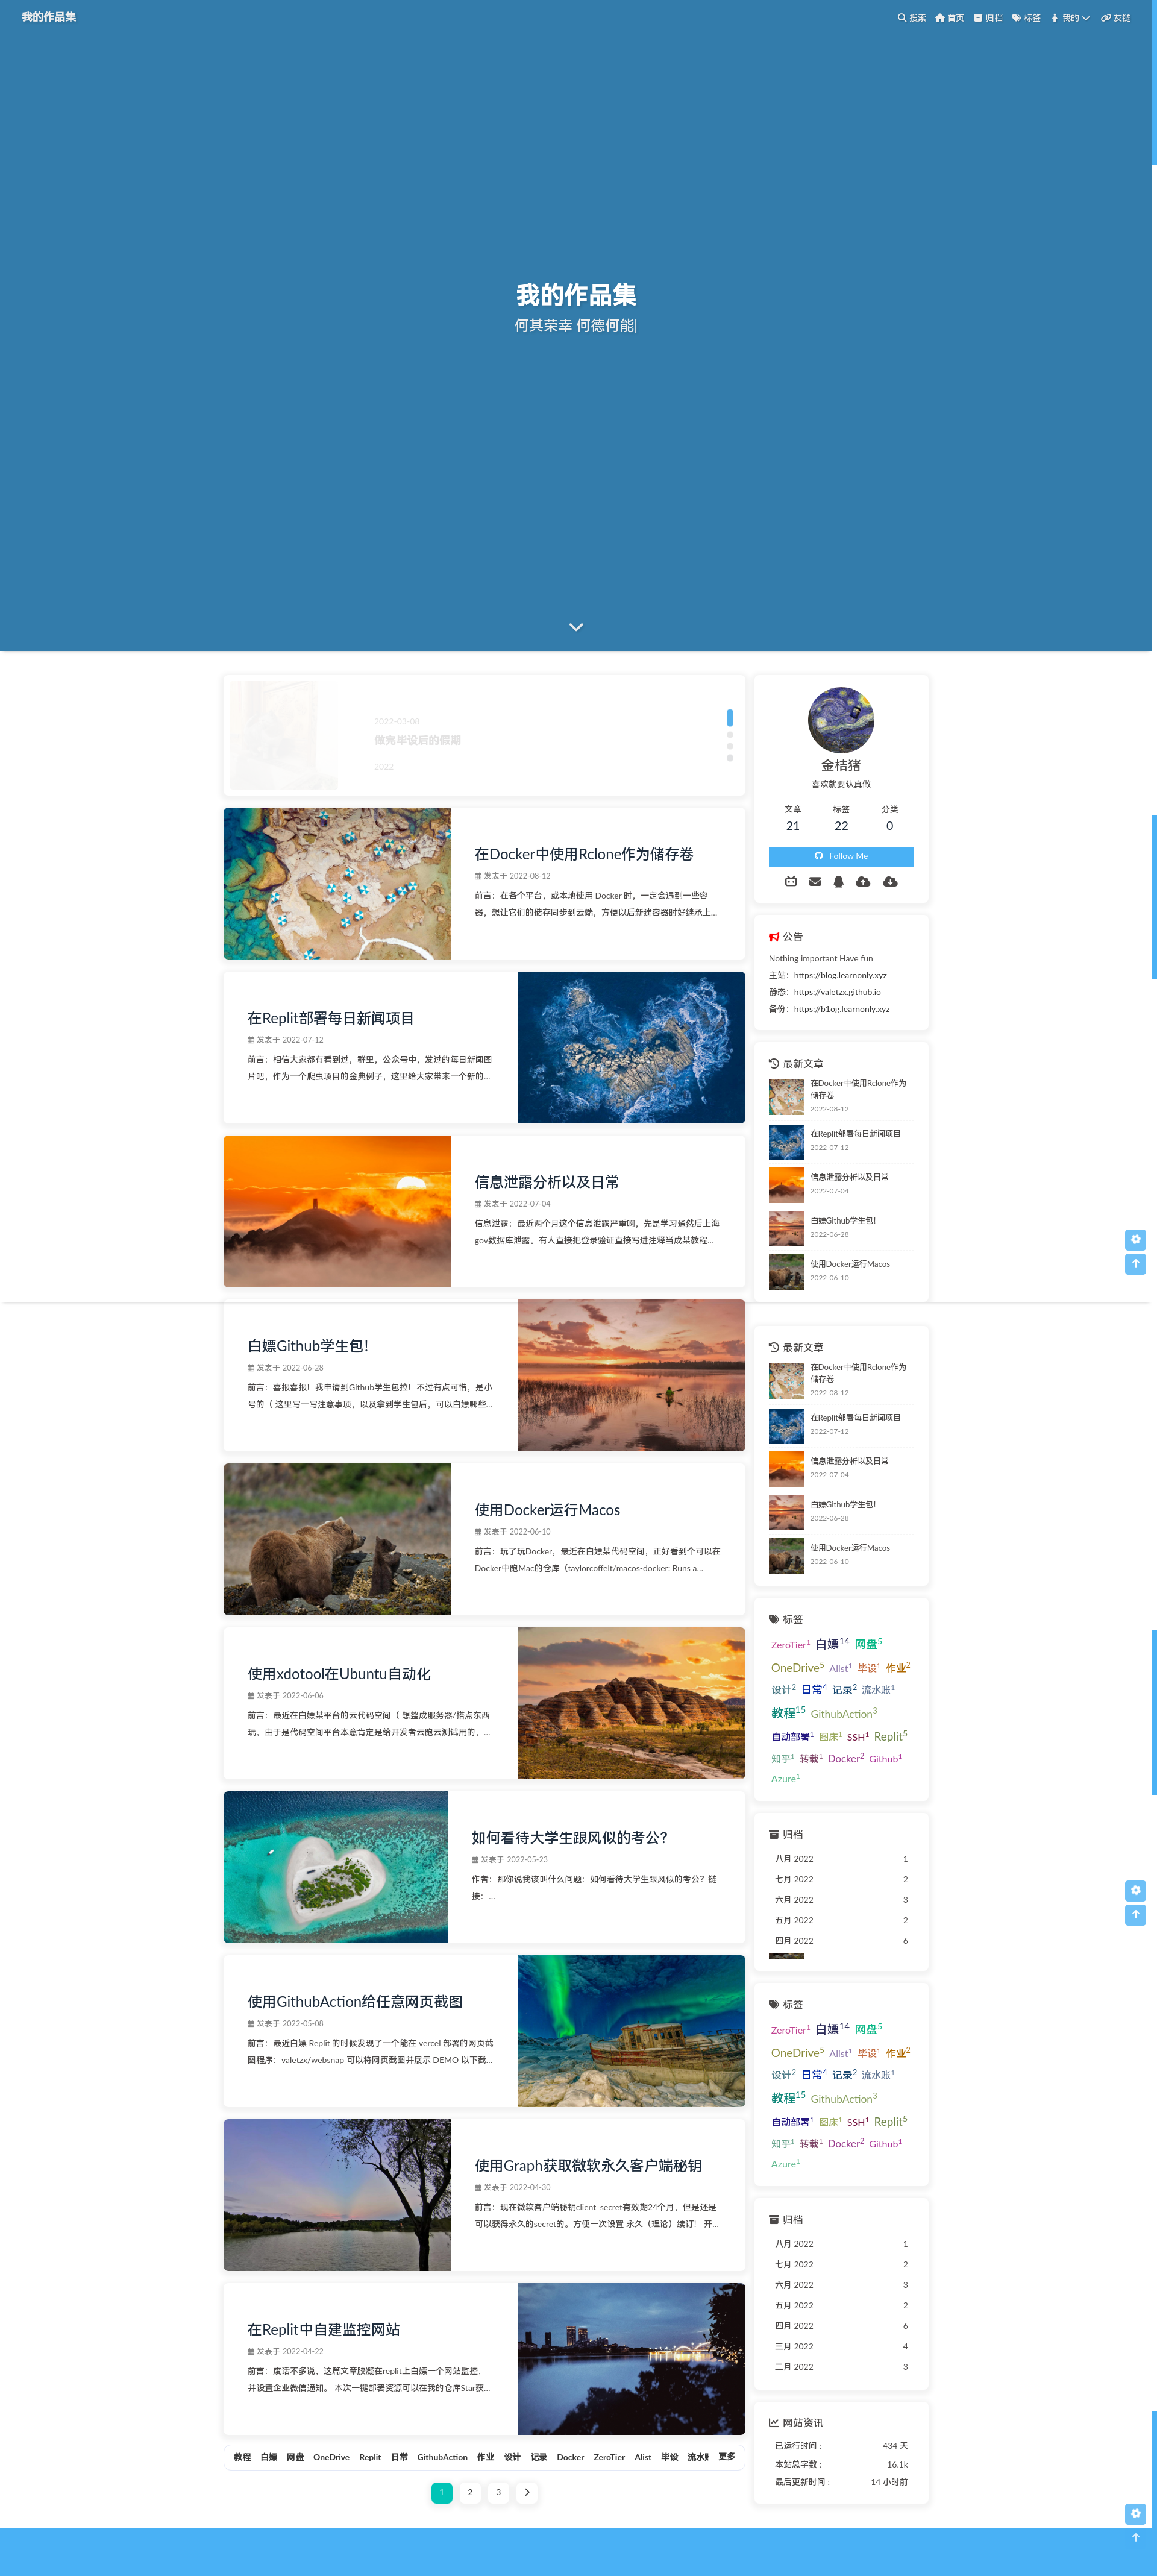 我的作品集
搜索 首页 归档 标签 我的 友链
我的作品集
何其荣幸 何德何能|
2022-03-08
做完毕设后的假期
2022
在Docker中使用Rclone作为储存卷
发表于 2022-08-12
前言：在各个平台，或本地使用 Docker 时，一定会遇到一些容
器，想让它们的储存同步到云端，方便以后新建容器时好继承上...
在Replit部署每日新闻项目
发表于 2022-07-12
前言：相信大家都有看到过，群里，公众号中，发过的每日新闻图
片吧，作为一个爬虫项目的金典例子，这里给大家带来一个新的...
信息泄露分析以及日常
发表于 2022-07-04
信息泄露：最近两个月这个信息泄露严重啊，先是学习通然后上海
gov数据库泄露。有人直接把登录验证直接写进注释当成某教程...
白嫖Github学生包！
发表于 2022-06-28
前言：喜报喜报！我申请到Github学生包拉！不过有点可惜，是小
号的（ 这里写一写注意事项，以及拿到学生包后，可以白嫖哪些...
使用Docker运行Macos
发表于 2022-06-10
前言：玩了玩Docker，最近在白嫖某代码空间，正好看到个可以在
Docker中跑Mac的仓库（taylorcoffelt/macos-docker: Runs a...
使用xdotool在Ubuntu自动化
发表于 2022-06-06
前言：最近在白嫖某平台的云代码空间（ 想整成服务器/搭点东西
玩，由于是代码空间平台本意肯定是给开发者云跑云测试用的，...
如何看待大学生跟风似的考公？
发表于 2022-05-23
作者：那你说我该叫什么问题：如何看待大学生跟风似的考公？链
接：...
使用GithubAction给任意网页截图
发表于 2022-05-08
前言：最近白嫖 Replit 的时候发现了一个能在 vercel 部署的网页截
图程序：valetzx/websnap 可以将网页截图并展示 DEMO 以下截...
使用Graph获取微软永久客户端秘钥
发表于 2022-04-30
前言：现在微软客户端秘钥client_secret有效期24个月，但是还是
可以获得永久的secret的。方便一次设置 永久（理论）续订！ 开...
在Replit中自建监控网站
发表于 2022-04-22
前言：废话不多说，这篇文章胶凝在replit上白嫖一个网站监控，
并设置企业微信通知。 本次一键部署资源可以在我的仓库Star获...
教程 白嫖 网盘 OneDrive Replit 日常 GithubAction 作业 设计 记录 Docker ZeroTier Alist 毕设 流水 更多
1 2 3
金桔猪
喜欢就要认真做
文章 标签 分类
21 22 0
Follow Me
公告
Nothing important Have fun
主站：https://blog.learnonly.xyz
静态：https://valetzx.github.io
备份：https://b1og.learnonly.xyz
最新文章
在Docker中使用Rclone作为
储存卷
2022-08-12
在Replit部署每日新闻项目
2022-07-12
信息泄露分析以及日常
2022-07-04
白嫖Github学生包！
2022-06-28
使用Docker运行Macos
2022-06-10
最新文章
在Docker中使用Rclone作为
储存卷
2022-08-12
在Replit部署每日新闻项目
2022-07-12
信息泄露分析以及日常
2022-07-04
白嫖Github学生包！
2022-06-28
使用Docker运行Macos
2022-06-10
标签
ZeroTier1 白嫖14 网盘5
OneDrive5 Alist1 毕设1 作业2
设计2 日常4 记录2 流水账1
教程15 GithubAction3
自动部署1 图床1 SSH1 Replit5
知乎1 转载1 Docker2 Github1
Azure1
归档
八月 2022 1
七月 2022 2
六月 2022 3
五月 2022 2
四月 2022 6
标签
ZeroTier1 白嫖14 网盘5
OneDrive5 Alist1 毕设1 作业2
设计2 日常4 记录2 流水账1
教程15 GithubAction3
自动部署1 图床1 SSH1 Replit5
知乎1 转载1 Docker2 Github1
Azure1
归档
八月 2022 1
七月 2022 2
六月 2022 3
五月 2022 2
四月 2022 6
三月 2022 4
二月 2022 3
网站资讯
已运行时间 : 434 天
本站总字数 : 16.1k
最后更新时间 : 14 小时前